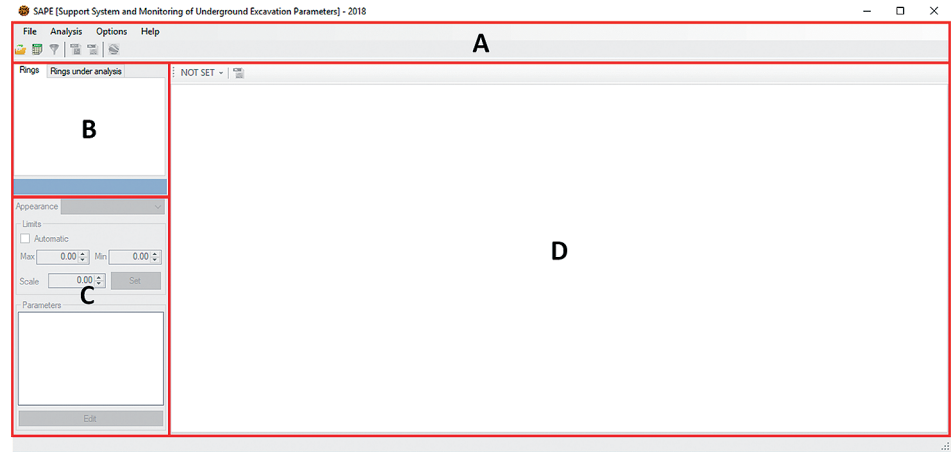 SAPE [Support System and Monitoring of Underground Excavation Parameters] - 2018
File Analysis Options Help
A
Rings Rings under analysis
NOT SET
B
Appearance
Limits
Automatic
Max 0.00 Min 0.00
Scale 0.00 Set
C
Parameters
Edit
D